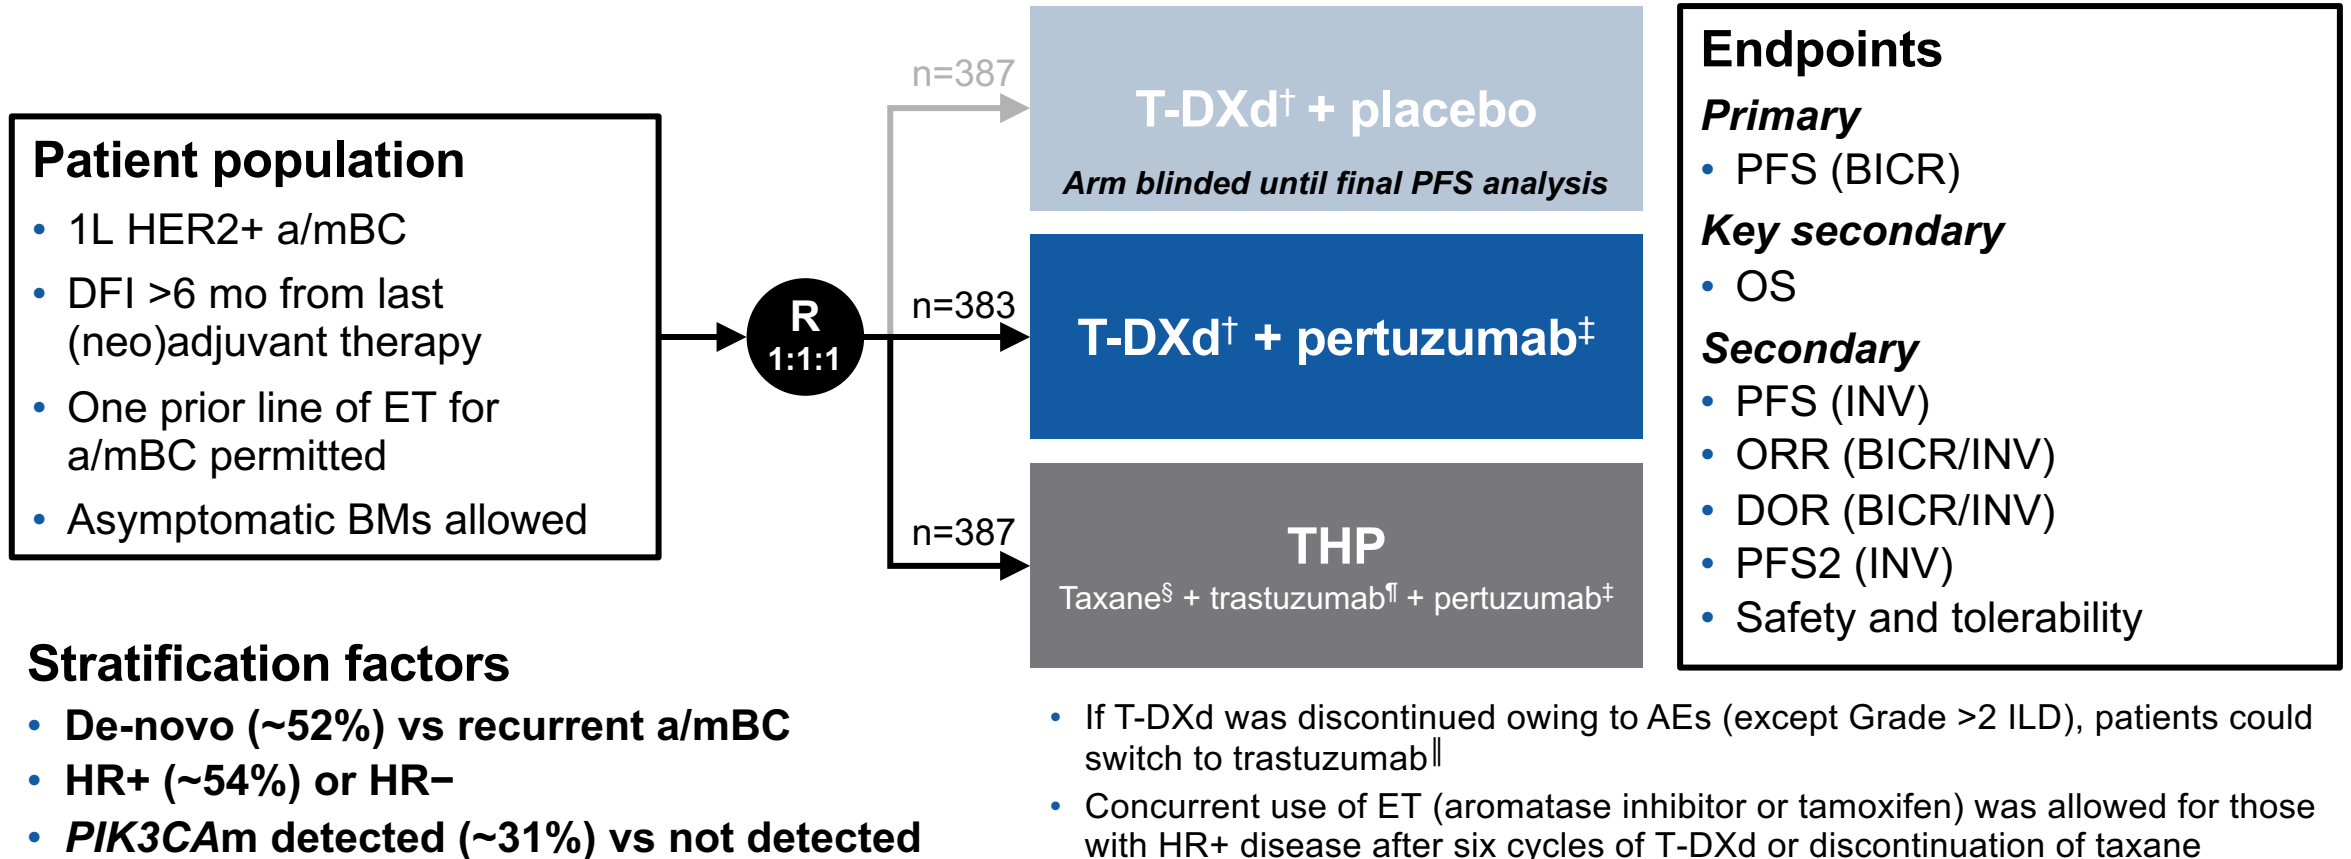 Patient population
• 1L HER2+ a/mBC
• DFI >6 mo from last
(neo)adjuvant therapy
• One prior line of ET for
a/mBC permitted
• Asymptomatic BMs allowed
R
1:1:1
n=387
T-DXd† + placebo
Arm blinded until final PFS analysis
n=383
T-DXd† + pertuzumab‡
n=387
THP
Taxane§ + trastuzumab¶ + pertuzumab‡
Endpoints
Primary
• PFS (BICR)
Key secondary
• OS
Secondary
• PFS (INV)
• ORR (BICR/INV)
• DOR (BICR/INV)
• PFS2 (INV)
• Safety and tolerability
Stratification factors
• De-novo (~52%) vs recurrent a/mBC
• HR+ (~54%) or HR−
• PIK3CAm detected (~31%) vs not detected
• If T-DXd was discontinued owing to AEs (except Grade >2 ILD), patients could
switch to trastuzumab‖
• Concurrent use of ET (aromatase inhibitor or tamoxifen) was allowed for those
with HR+ disease after six cycles of T-DXd or discontinuation of taxane